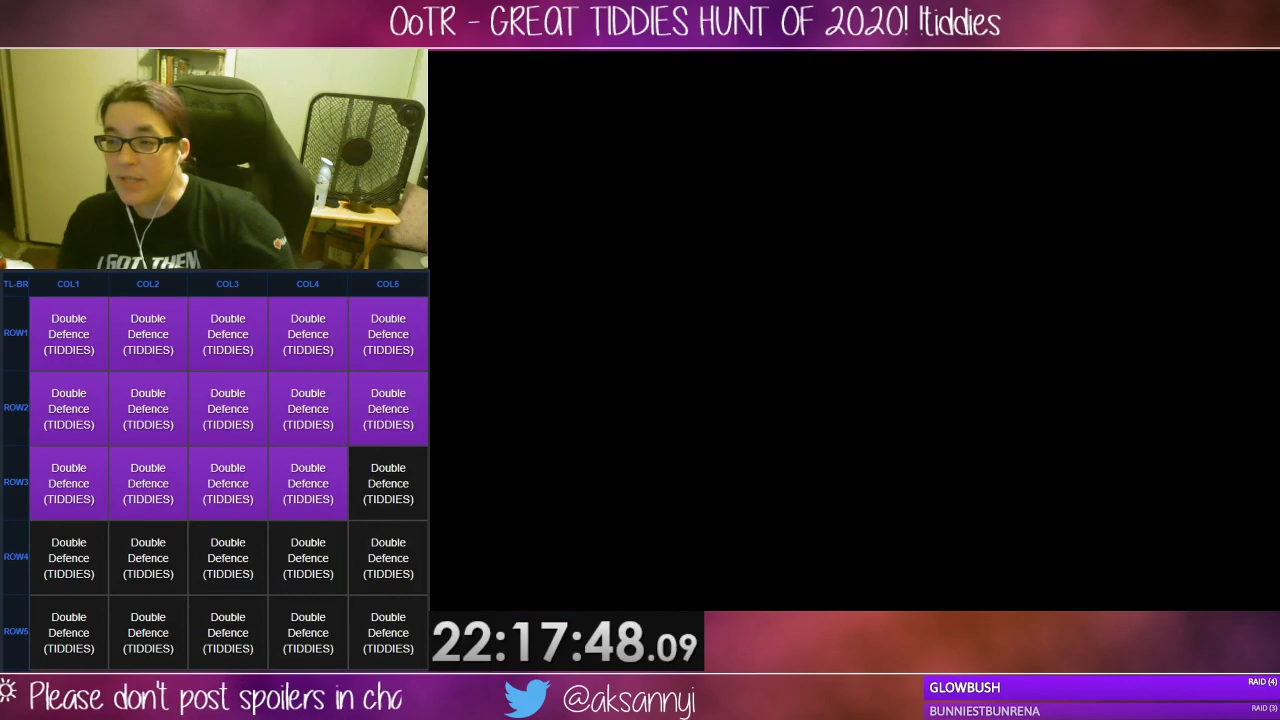 OoTR - GREAT TIDDIES HUNT OF 2020! !tiddies
I GOT THEM
TL-BR COL1 COL2 COL3 COL4 COL5
ROW1
Double Double Double Double Double
Defence Defence Defence Defence Defence
(TIDDIES) (TIDDIES) (TIDDIES) (TIDDIES) (TIDDIES)
ROW2
Double Double Double Double Double
Defence Defence Defence Defence Defence
(TIDDIES) (TIDDIES) (TIDDIES) (TIDDIES) (TIDDIES)
ROW3
Double Double Double Double Double
Defence Defence Defence Defence Defence
(TIDDIES) (TIDDIES) (TIDDIES) (TIDDIES) (TIDDIES)
ROW4
Double Double Double Double Double
Defence Defence Defence Defence Defence
(TIDDIES) (TIDDIES) (TIDDIES) (TIDDIES) (TIDDIES)
ROW5
Double Double Double Double Double
Defence Defence Defence Defence Defence
(TIDDIES) (TIDDIES) (TIDDIES) (TIDDIES) (TIDDIES)
22:17:48.09
Please don't post spoilers in cha
@aksannyi
GLOWBUSH RAID (4)
BUNNIESTBUNRENA RAID (3)